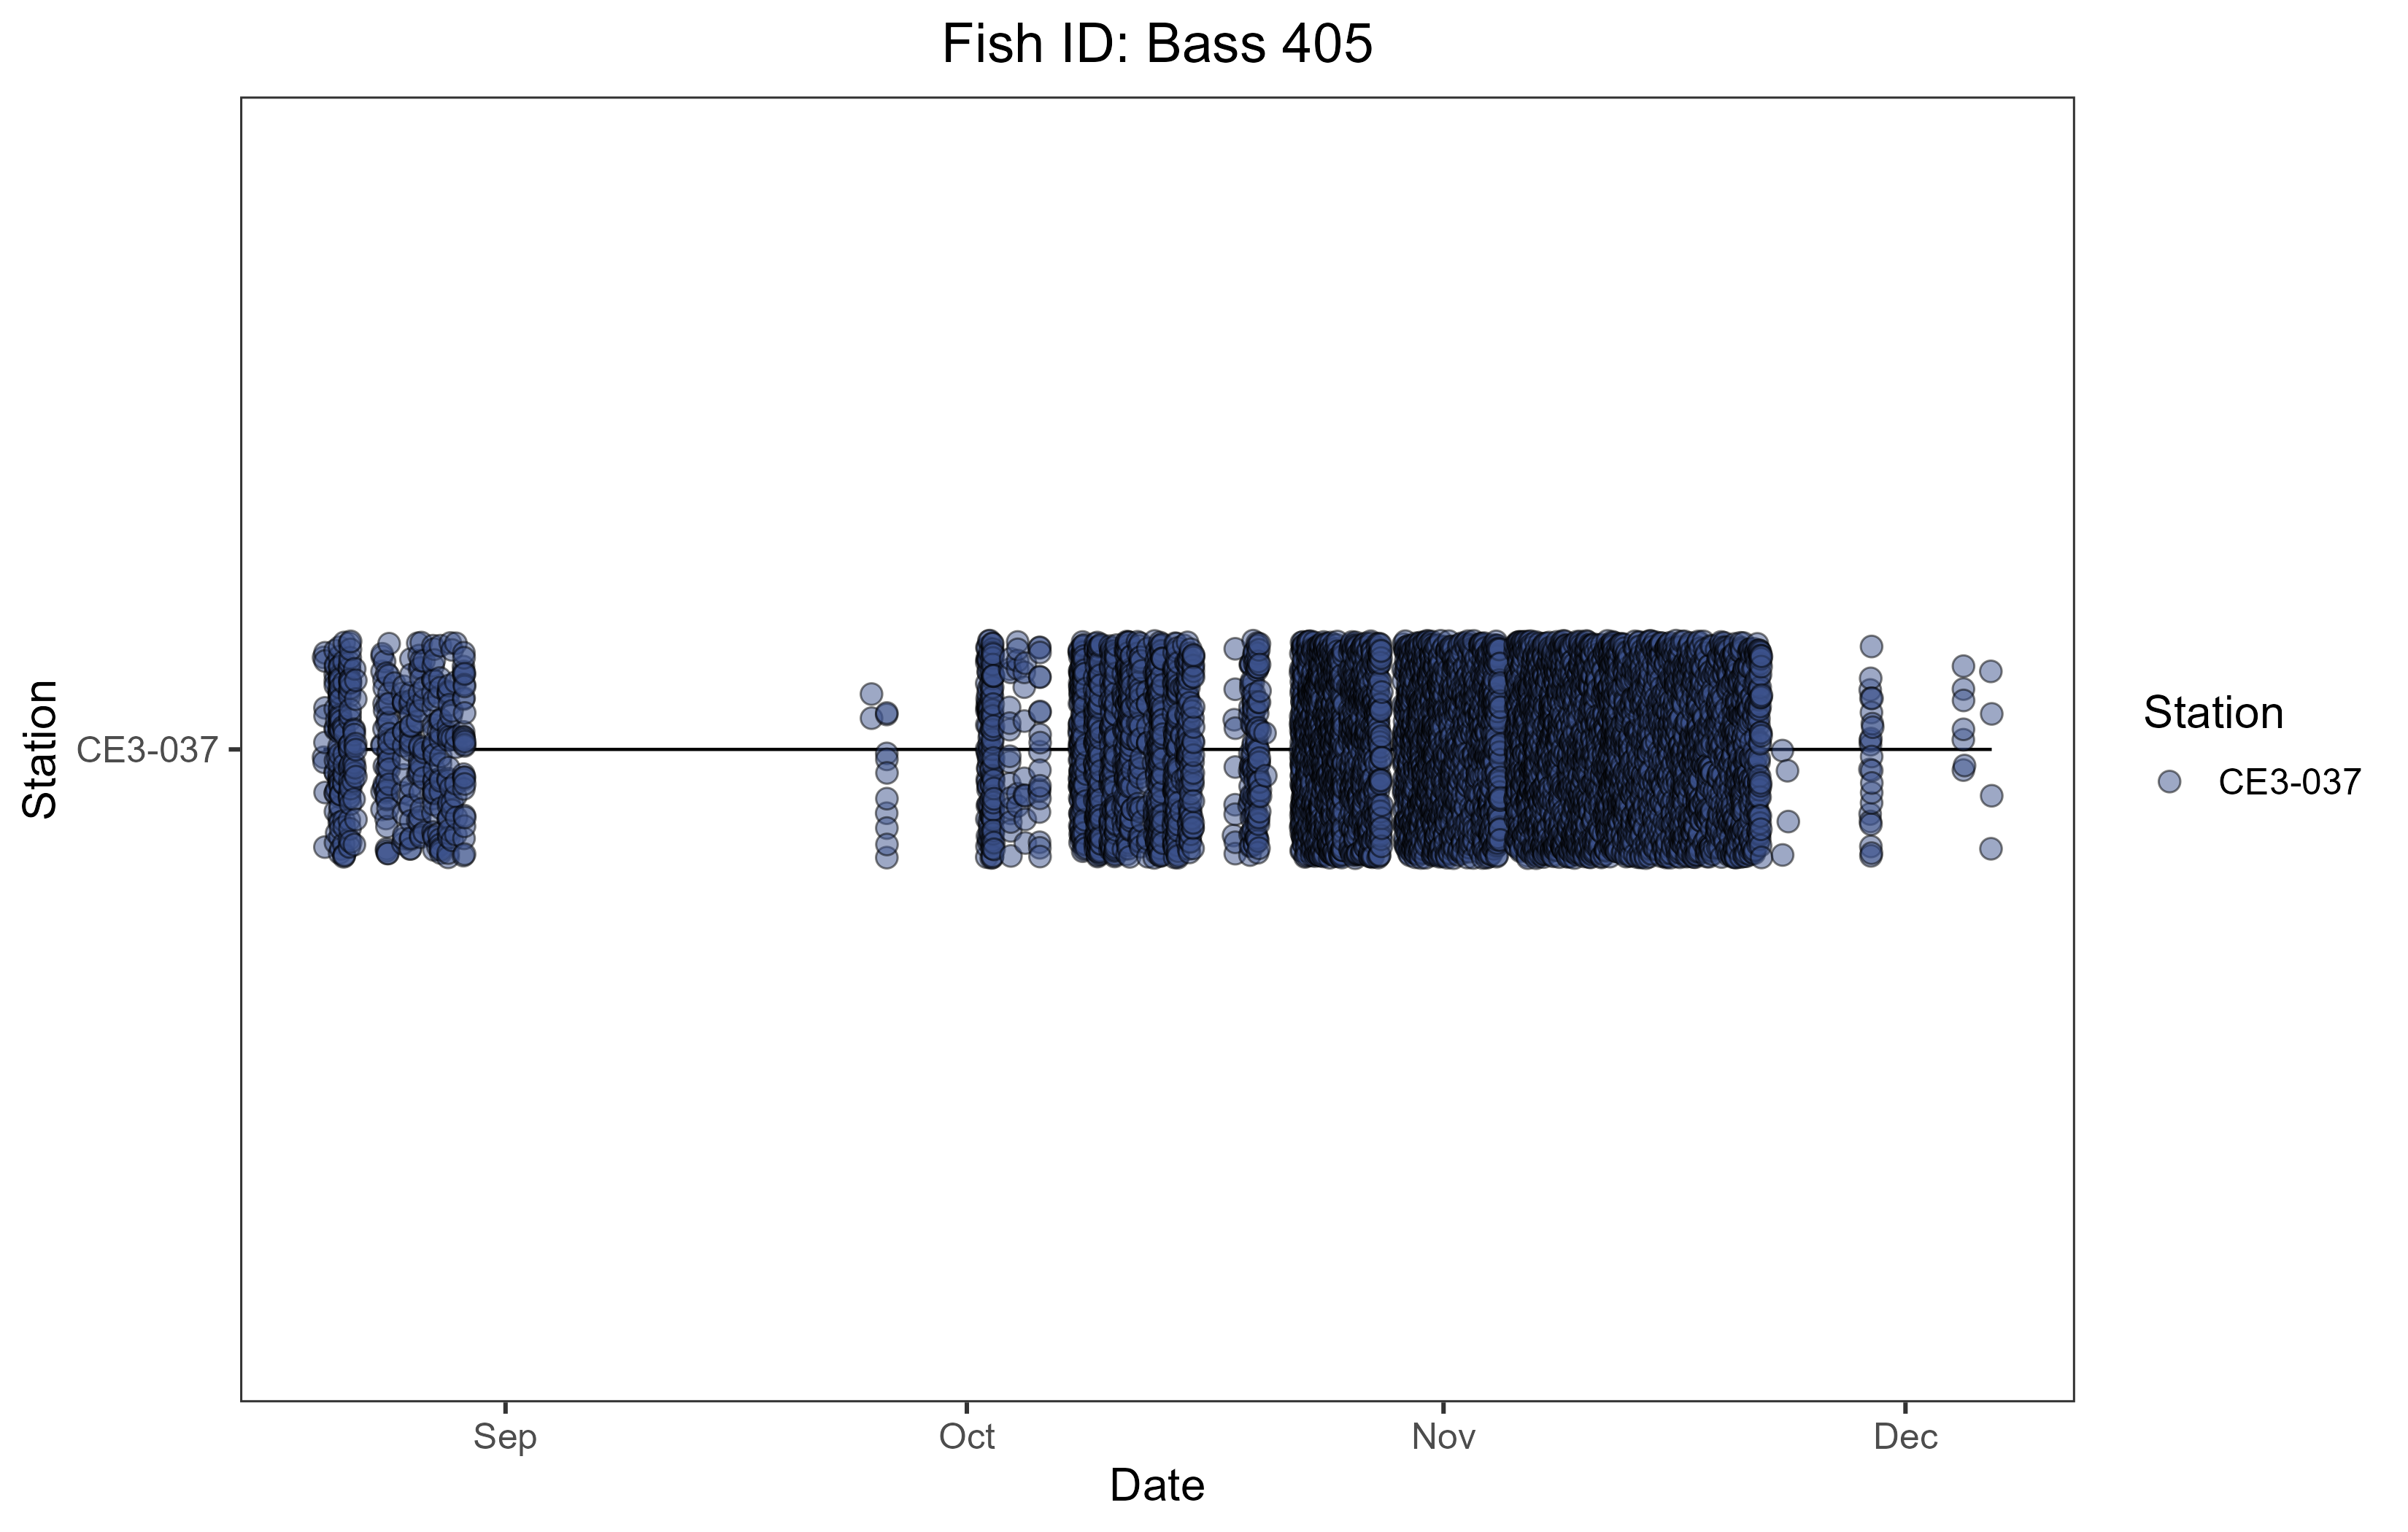 Fish ID: Bass 405
Station
CE3-037
Station
CE3-037
Sep
Oct
Nov
Dec
Date